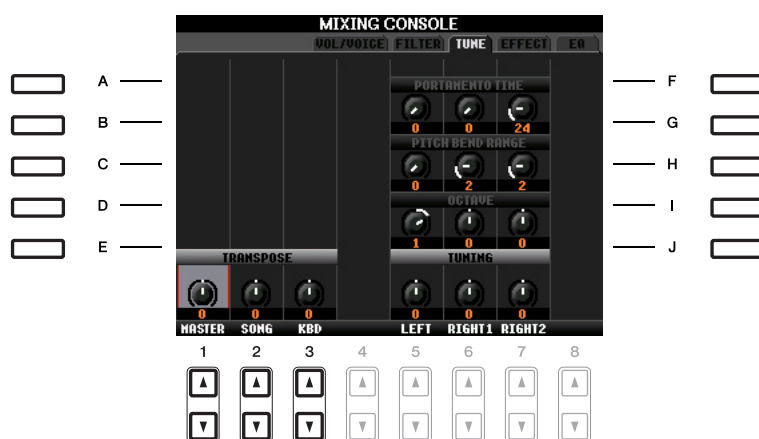 MIXING CONSOLE
VOL/VOICE FILTER TUNE EFFECT EQ
A F
PORTAMENTO TIME
B G
0 0 24
PITCH BEND RANGE
C H
0 2 2
OCTAVE
D I
1 0 0
E J
TRANSPOSE TUNING
0 0 0 0 0 0
MASTER SONG KBD LEFT RIGHT1 RIGHT2
1 2 3 4 5 6 7 8